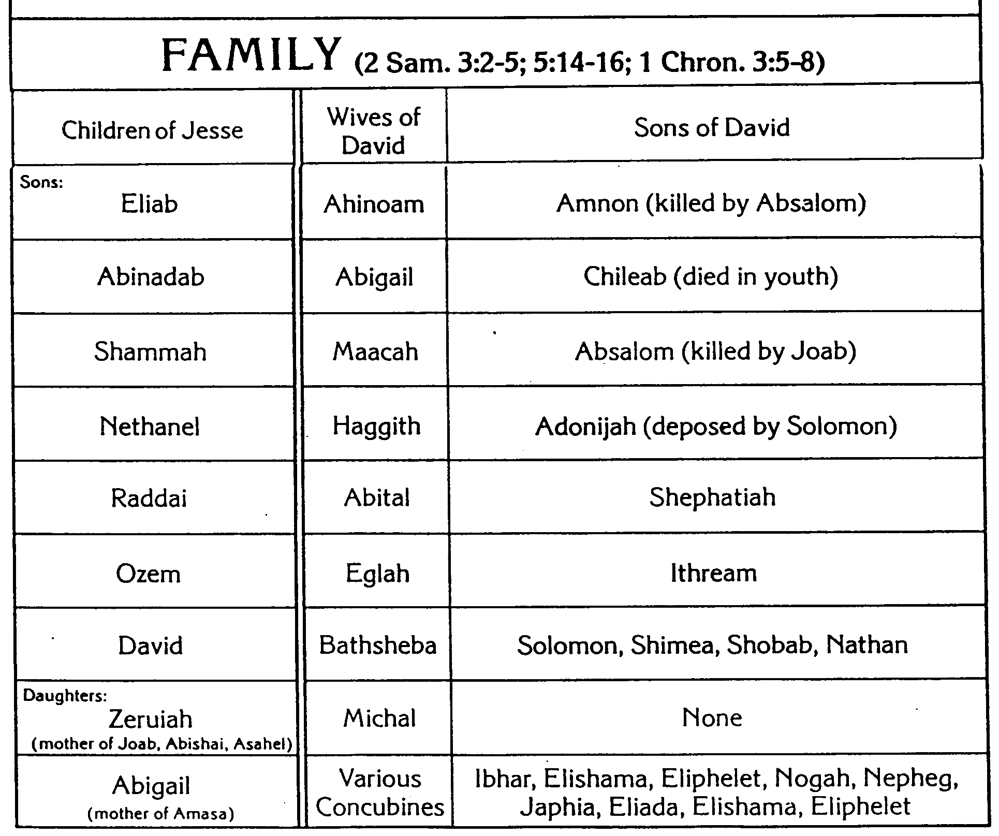 FAMILY (2 Sam. 3:2-5; 5:14-16; 1 Chron. 3:5-8)
Children of Jesse
Wives of
David
Sons of David
Sons:
Eliab
Ahinoam
Amnon (killed by Absalom)
Abinadab
Abigail
Chileab (died in youth)
Shammah
Maacah
Absalom (killed by Joab)
Nethanel
Haggith
Adonijah (deposed by Solomon)
Raddai
Abital
Shephatiah
Ozem
Eglah
Ithream
David
Bathsheba
Solomon, Shimea, Shobab, Nathan
Daughters:
Zeruiah
(mother of Joab, Abishai, Asahel)
Michal
None
Abigail
(mother of Amasa)
Various
Concubines
Ibhar, Elishama, Eliphelet, Nogah, Nepheg,
Japhia, Eliada, Elishama, Eliphelet